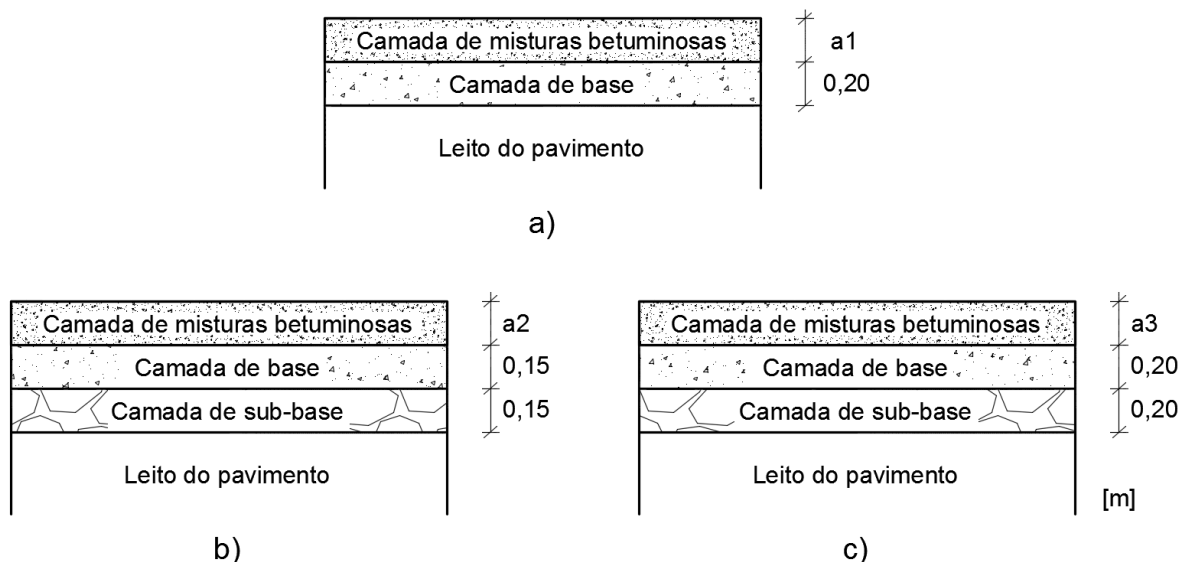 Camada de misturas betuminosas
a1
Camada de base
0,20
Leito do pavimento
a)
Camada de misturas betuminosas
a2
Camada de base
0,15
Camada de sub-base
0,15
Leito do pavimento
b)
Camada de misturas betuminosas
a3
Camada de base
0,20
Camada de sub-base
0,20
Leito do pavimento
[m]
c)